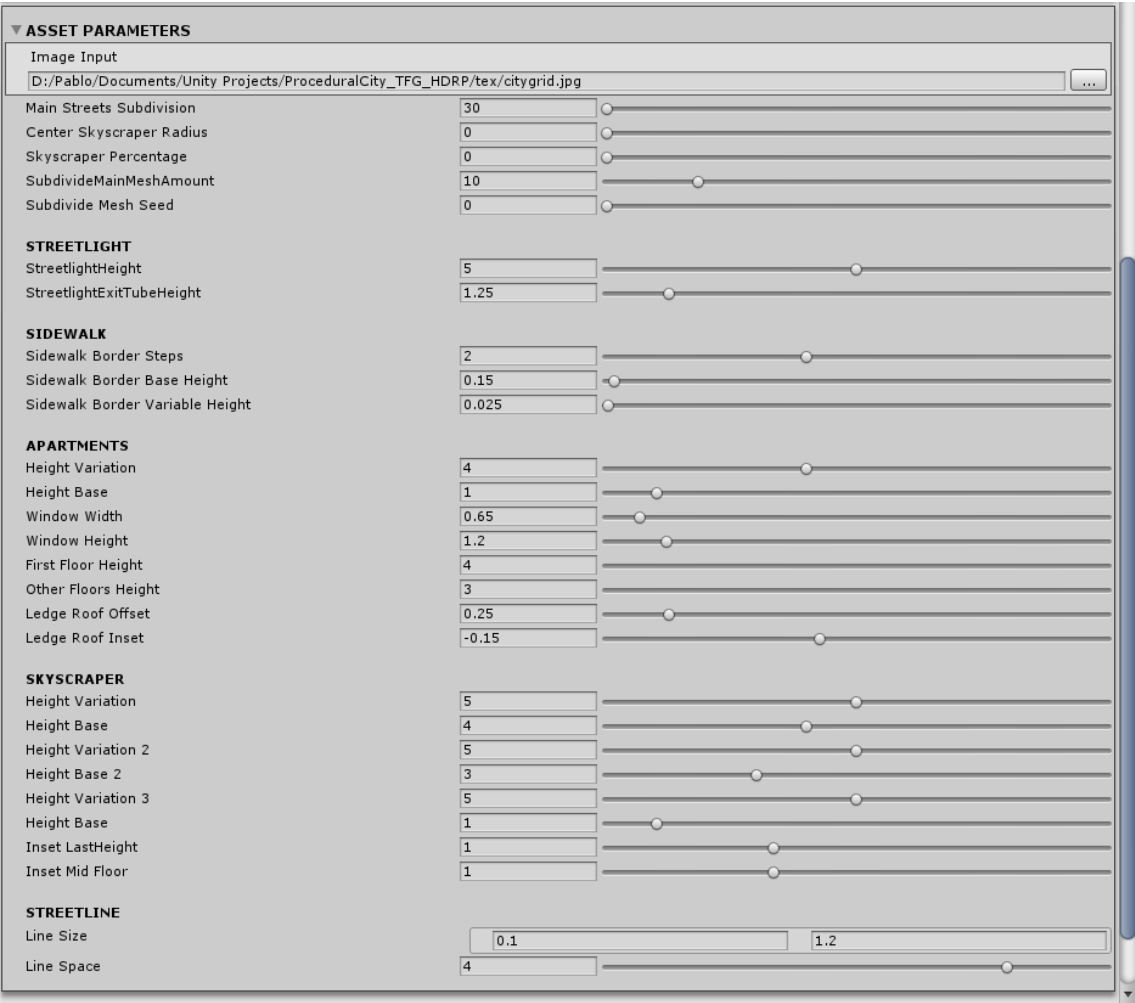 ASSET PARAMETERS
Image Input
D:/Pablo/Documents/Unity Projects/ProceduralCity_TFG_HDRP/tex/citygrid.jpg ...
Main Streets Subdivision 30
Center Skyscraper Radius 0
Skyscraper Percentage 0
SubdivideMainMeshAmount 10
Subdivide Mesh Seed 0
STREETLIGHT
StreetlightHeight 5
StreetlightExitTubeHeight 1.25
SIDEWALK
Sidewalk Border Steps 2
Sidewalk Border Base Height 0.15
Sidewalk Border Variable Height 0.025
APARTMENTS
Height Variation 4
Height Base 1
Window Width 0.65
Window Height 1.2
First Floor Height 4
Other Floors Height 3
Ledge Roof Offset 0.25
Ledge Roof Inset -0.15
SKYSCRAPER
Height Variation 5
Height Base 4
Height Variation 2 5
Height Base 2 3
Height Variation 3 5
Height Base 1
Inset LastHeight 1
Inset Mid Floor 1
STREETLINE
Line Size 0.1 1.2
Line Space 4